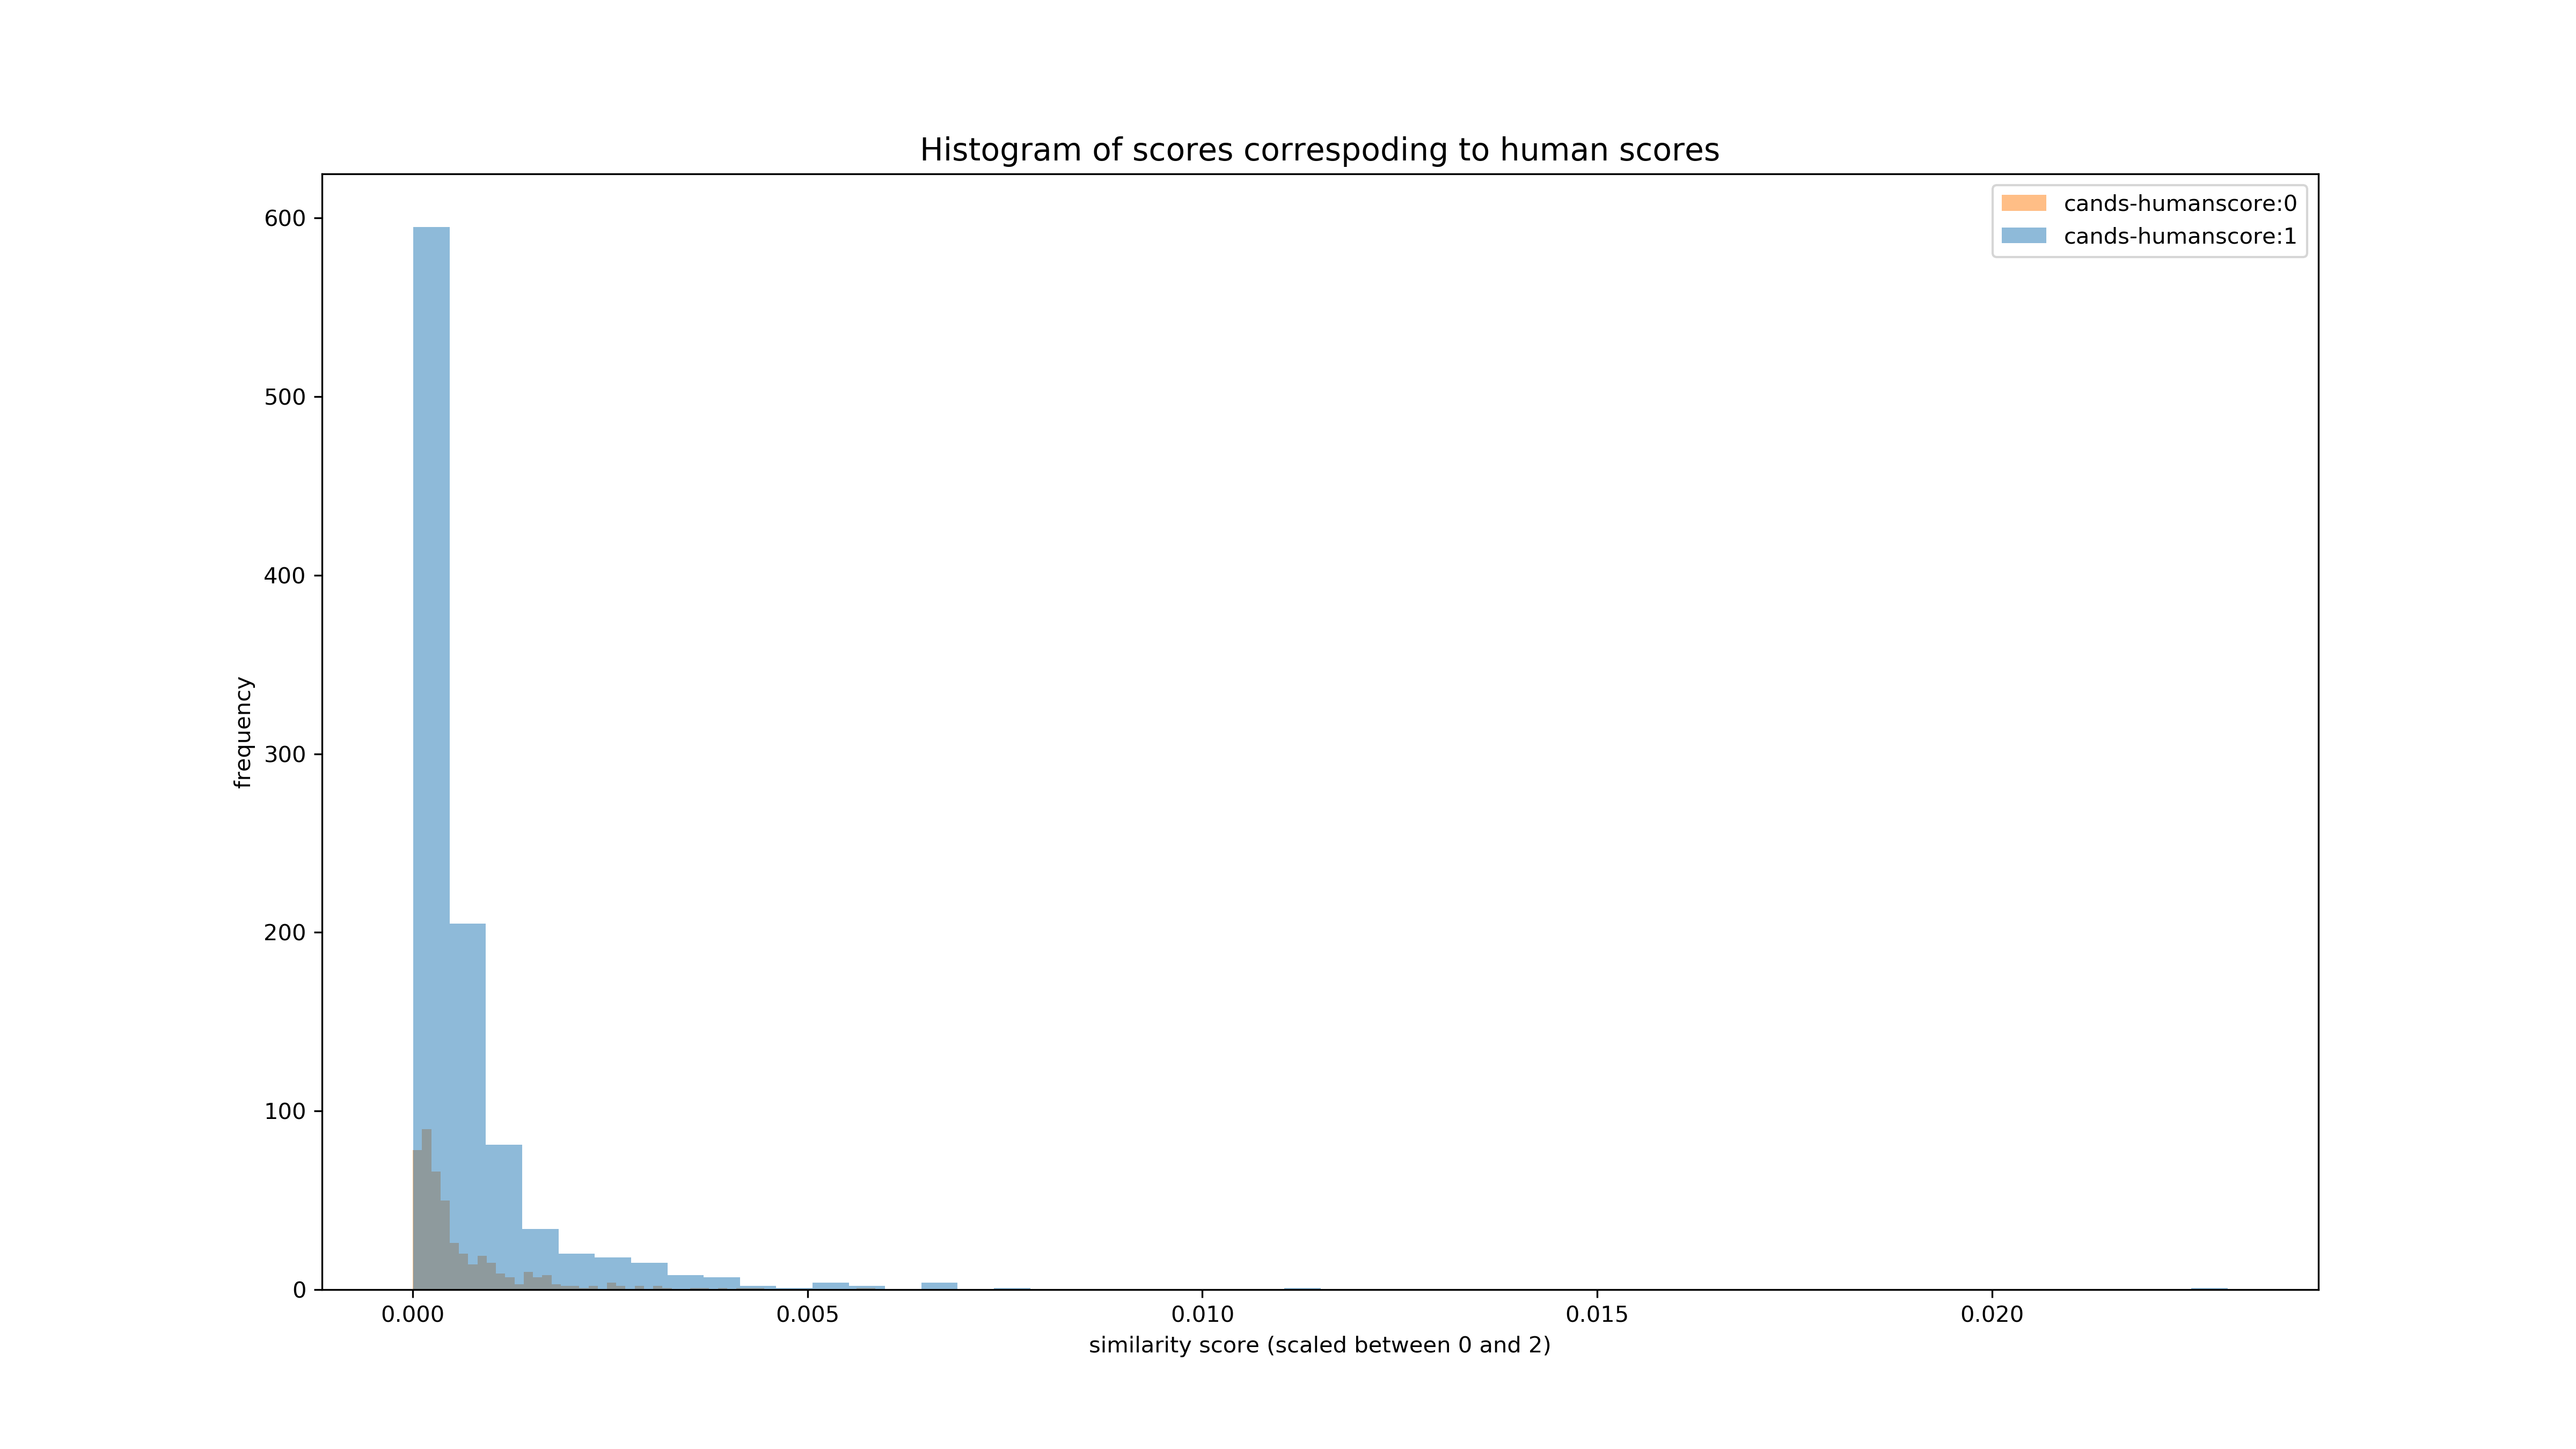 Histogram of scores correspoding to human scores
cands-humanscore:0
cands-humanscore:1
600
500
400
300
200
100
0
frequency
0.000 0.005 0.010 0.015 0.020
similarity score (scaled between 0 and 2)